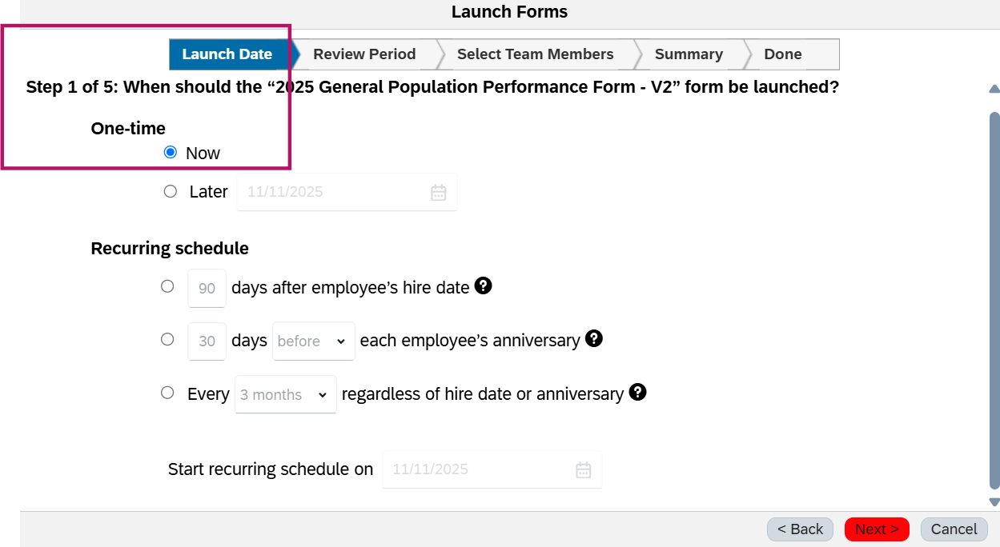 Launch Forms
Launch Date Review Period Select Team Members Summary Done
Step 1 of 5: When should the “2025 General Population Performance Form - V2” form be launched?
One-time
Now
Later 11/11/2025
Recurring schedule
90 days after employee’s hire date ?
30 days before each employee’s anniversary ?
Every 3 months regardless of hire date or anniversary ?
Start recurring schedule on 11/11/2025
< Back Next > Cancel